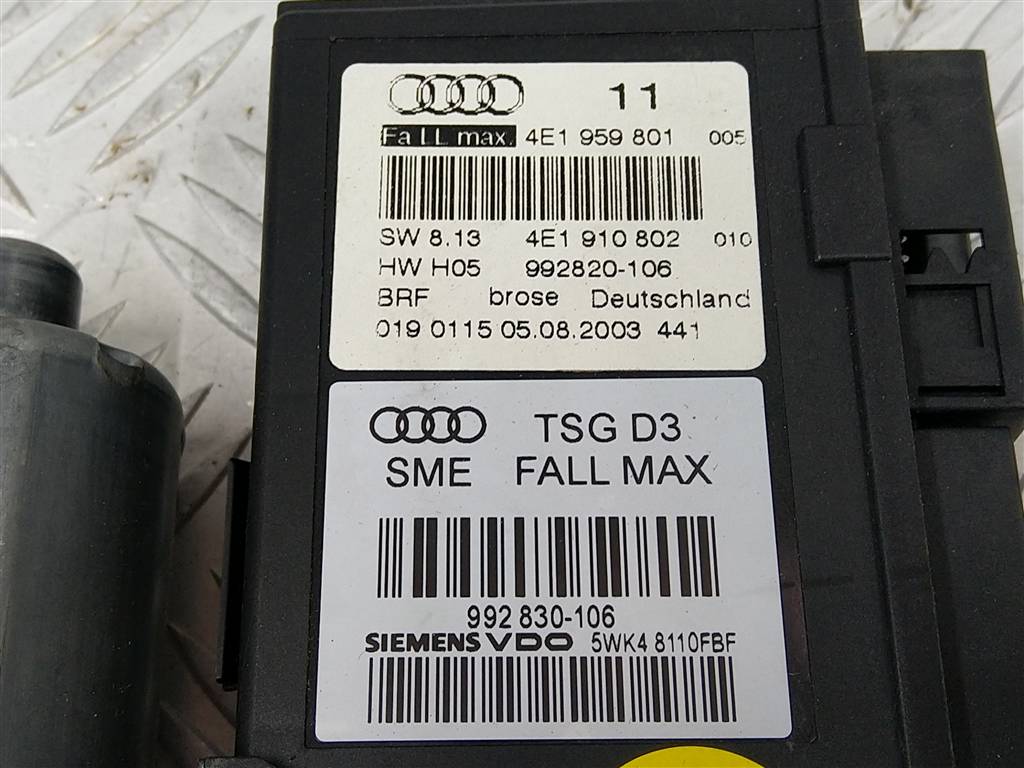 11
Fa LL max. 4E1 959 801 005
SW 8.13 4E1 910 802 010
HW H05 992820-106
BRF brose Deutschland
019 0115 05.08.2003 441
TSG D3
SME FALL MAX
992 830-106
SIEMENS VDO 5WK4 8110FBF